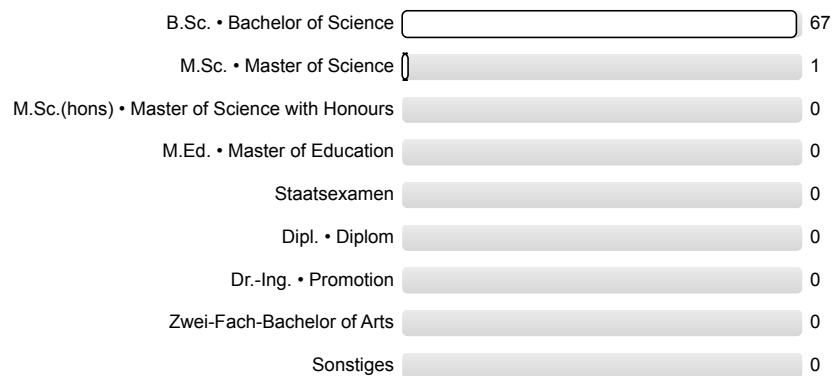 B.Sc. • Bachelor of Science 67
M.Sc. • Master of Science 1
M.Sc.(hons) • Master of Science with Honours 0
M.Ed. • Master of Education 0
Staatsexamen 0
Dipl. • Diplom 0
Dr.-Ing. • Promotion 0
Zwei-Fach-Bachelor of Arts 0
Sonstiges 0